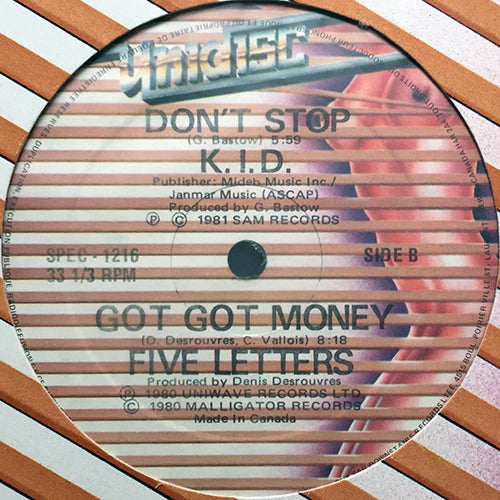 unidisc
DON'T STOP
(G. Bastow) 5:59
K.I.D.
Publisher: Mideb Music Inc./
Janmar Music (ASCAP)
Produced by G. Bastow
Ⓟ © 1981 SAM RECORDS
SPEC - 1216
33 1/3 RPM
SIDE B
GOT GOT MONEY
(D. Desrouvres, C. Vallois) 8:18
FIVE LETTERS
Produced by Denis Desrouvres
Ⓟ 1980 UNIWAVE RECORDS LTD.
© 1980 MALLIGATOR RECORDS
Made In Canada